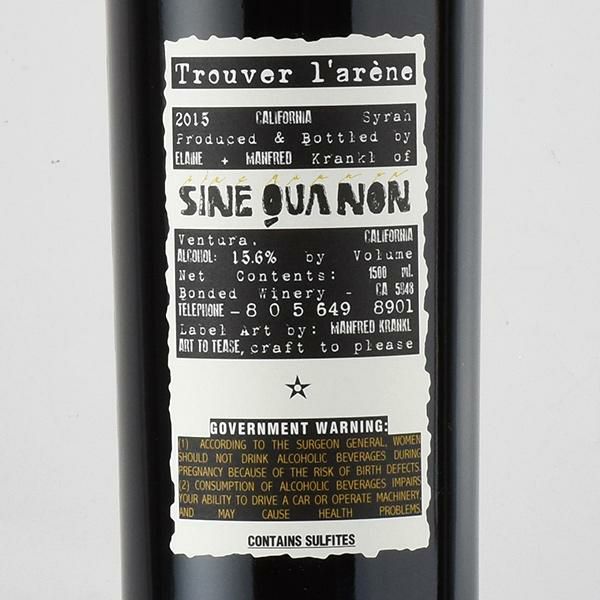 Trouver l'arène
2015 CALIFORNIA Syrah
Produced & Bottled by
ELAINE + MANFRED Krankl of
sine qua non
SINE QUA NON
Ventura, CALIFORNIA
ALCOHOL: 15.6% by Volume
Net Contents: 1500 ml.
Bonded Winery - CA 5848
TELEPHONE - 8 0 5 649 8901
Label Art by: MANFRED KRANKL
ART TO TEASE, craft to please
GOVERNMENT WARNING:
(1) ACCORDING TO THE SURGEON GENERAL, WOMEN
SHOULD NOT DRINK ALCOHOLIC BEVERAGES DURING
PREGNANCY BECAUSE OF THE RISK OF BIRTH DEFECTS.
(2) CONSUMPTION OF ALCOHOLIC BEVERAGES IMPAIRS
YOUR ABILITY TO DRIVE A CAR OR OPERATE MACHINERY
AND MAY CAUSE HEALTH PROBLEMS
CONTAINS SULFITES